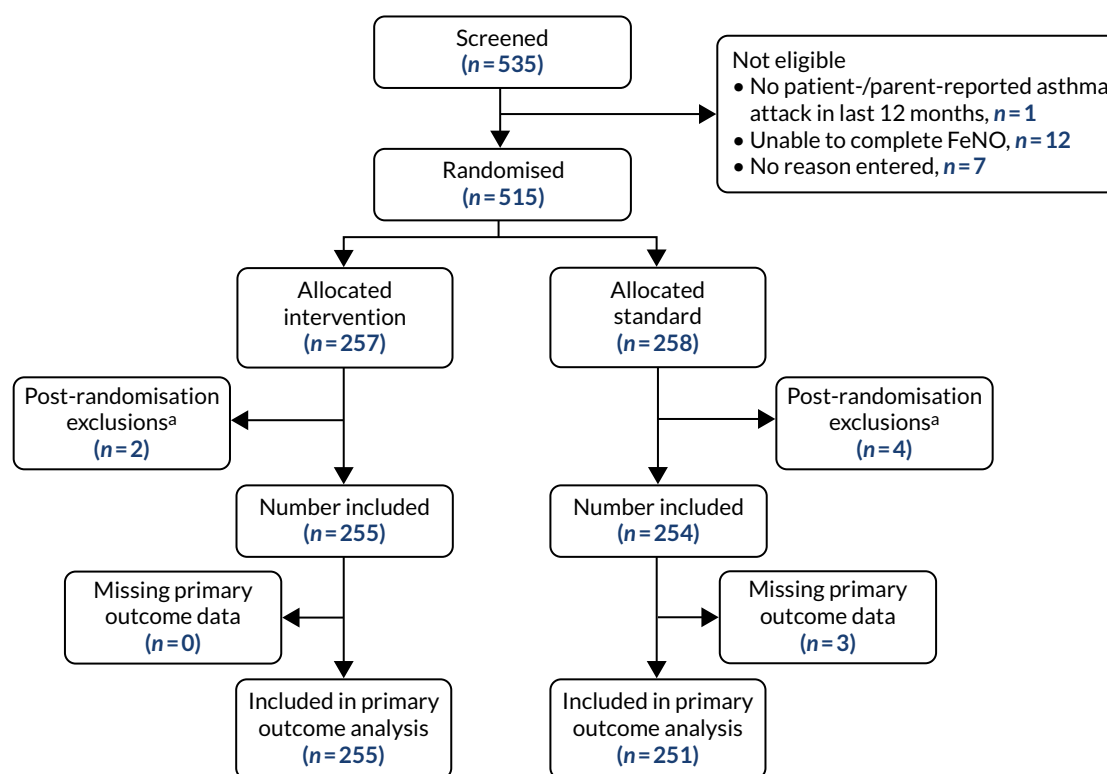 Screened
(n = 535)
Not eligible
• No patient-/parent-reported asthma
attack in last 12 months, n = 1
• Unable to complete FeNO, n = 12
• No reason entered, n = 7
Randomised
(n = 515)
Allocated
intervention
(n = 257)
Allocated
standard
(n = 258)
Post-randomisation
exclusionsᵃ
(n = 2)
Post-randomisation
exclusionsᵃ
(n = 4)
Number included
(n = 255)
Number included
(n = 254)
Missing primary
outcome data
(n = 0)
Missing primary
outcome data
(n = 3)
Included in primary
outcome analysis
(n = 255)
Included in primary
outcome analysis
(n = 251)